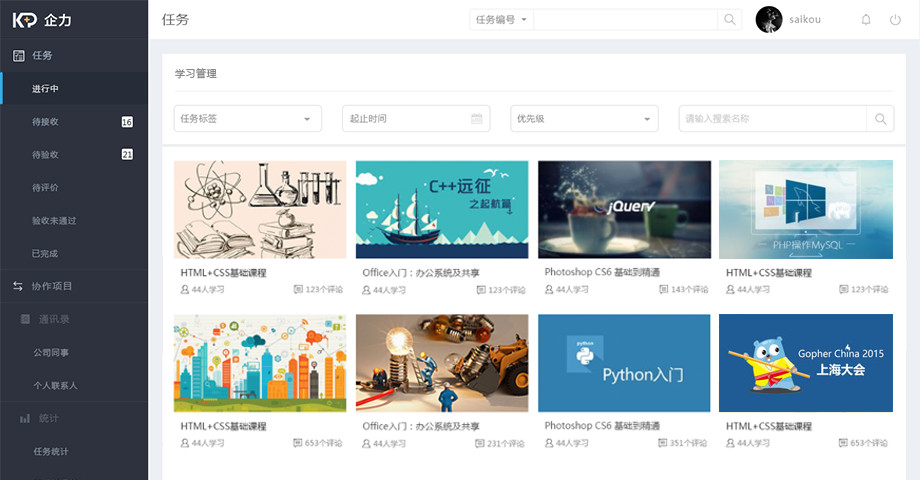 KP 企力
任务
任务编号
saikou
任务
进行中
待接收 16
待验收 21
待评价
验收未通过
已完成
协作项目
通讯录
公司同事
个人联系人
统计
任务统计
学习管理
任务标签
起止时间
优先级
请输入搜索名称
C++远征
之起航篇
jQuery
PHP操作MySQL
HTML+CSS基础课程
44人学习 123个评论
Office入门：办公系统及共享
44人学习 123个评论
Photoshop CS6 基础到精通
44人学习 143个评论
HTML+CSS基础课程
44人学习 123个评论
python
Python入门
Gopher China 2015
上海大会
HTML+CSS基础课程
44人学习 653个评论
Office入门：办公系统及共享
44人学习 231个评论
Photoshop CS6 基础到精通
44人学习 351个评论
HTML+CSS基础课程
44人学习 653个评论